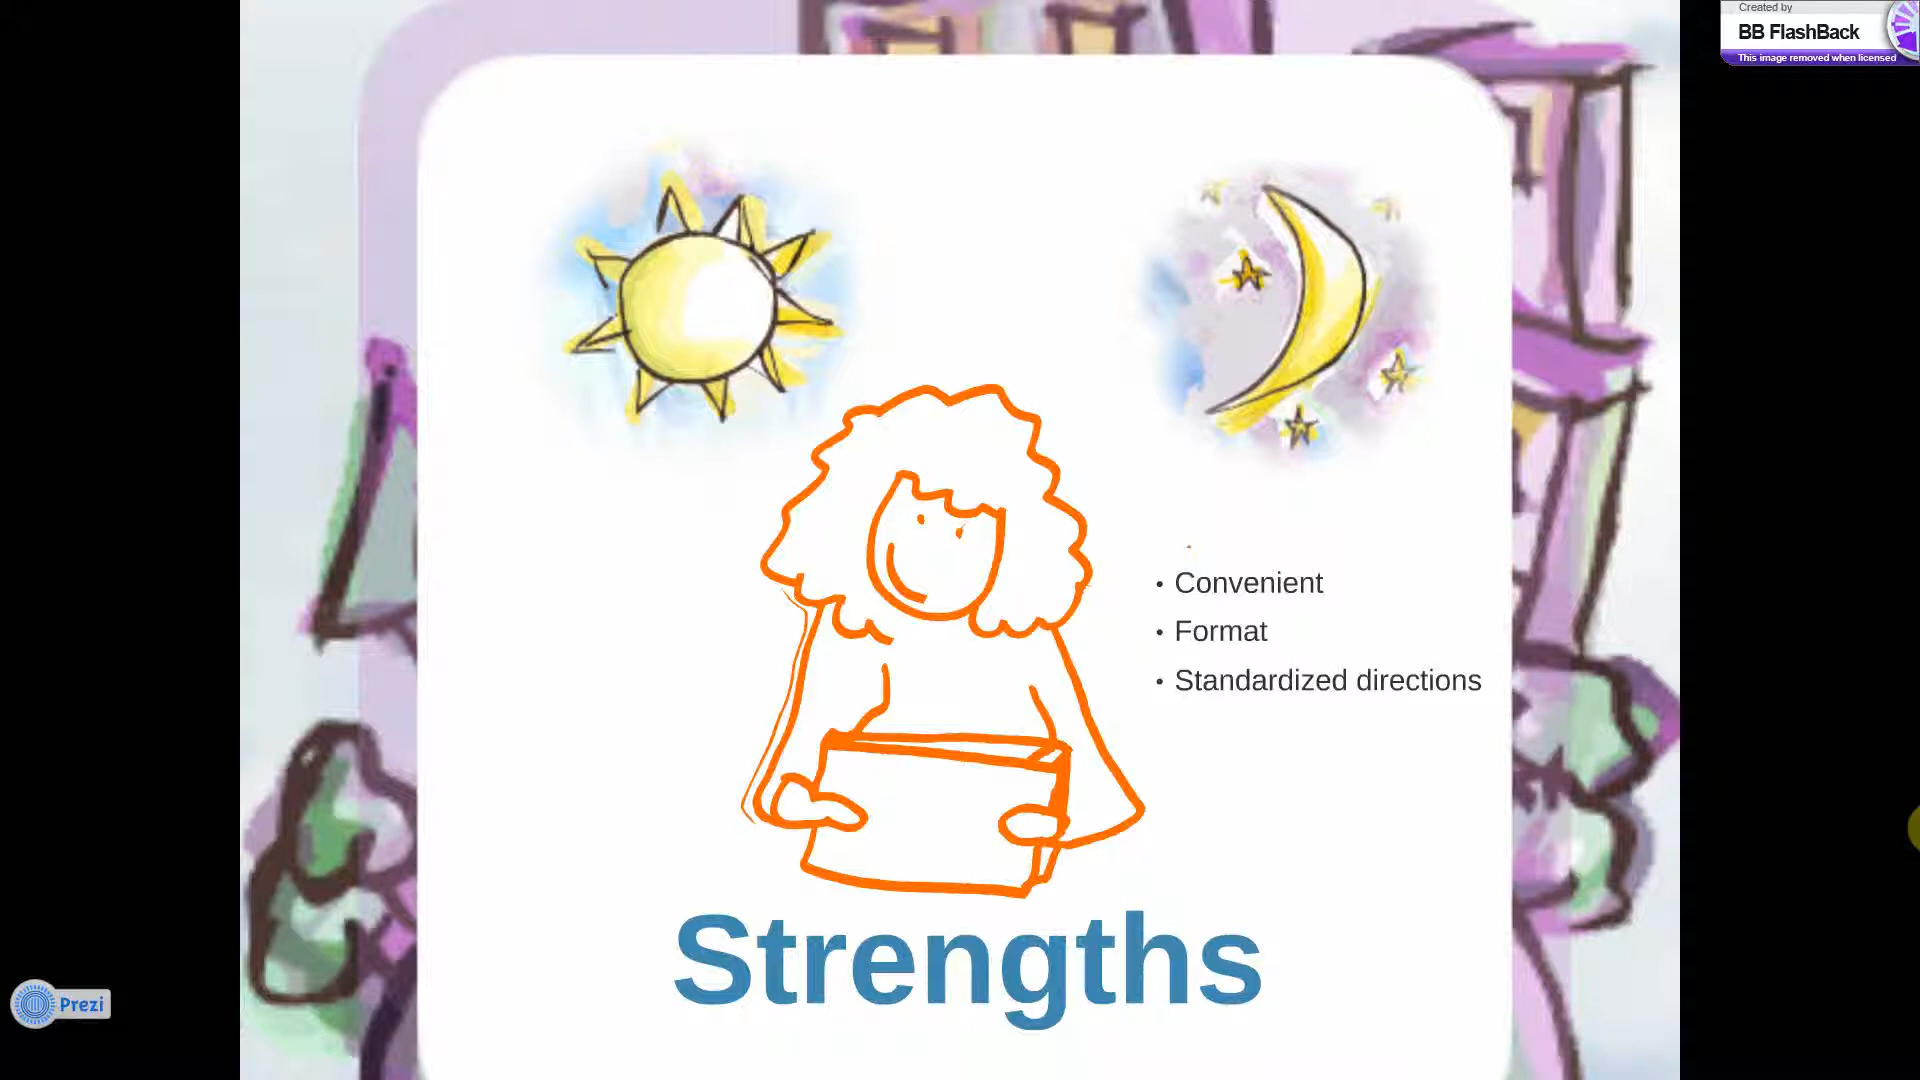 Created by
BB FlashBack
This image removed when licensed
• Convenient
• Format
• Standardized directions
Strengths
Prezi